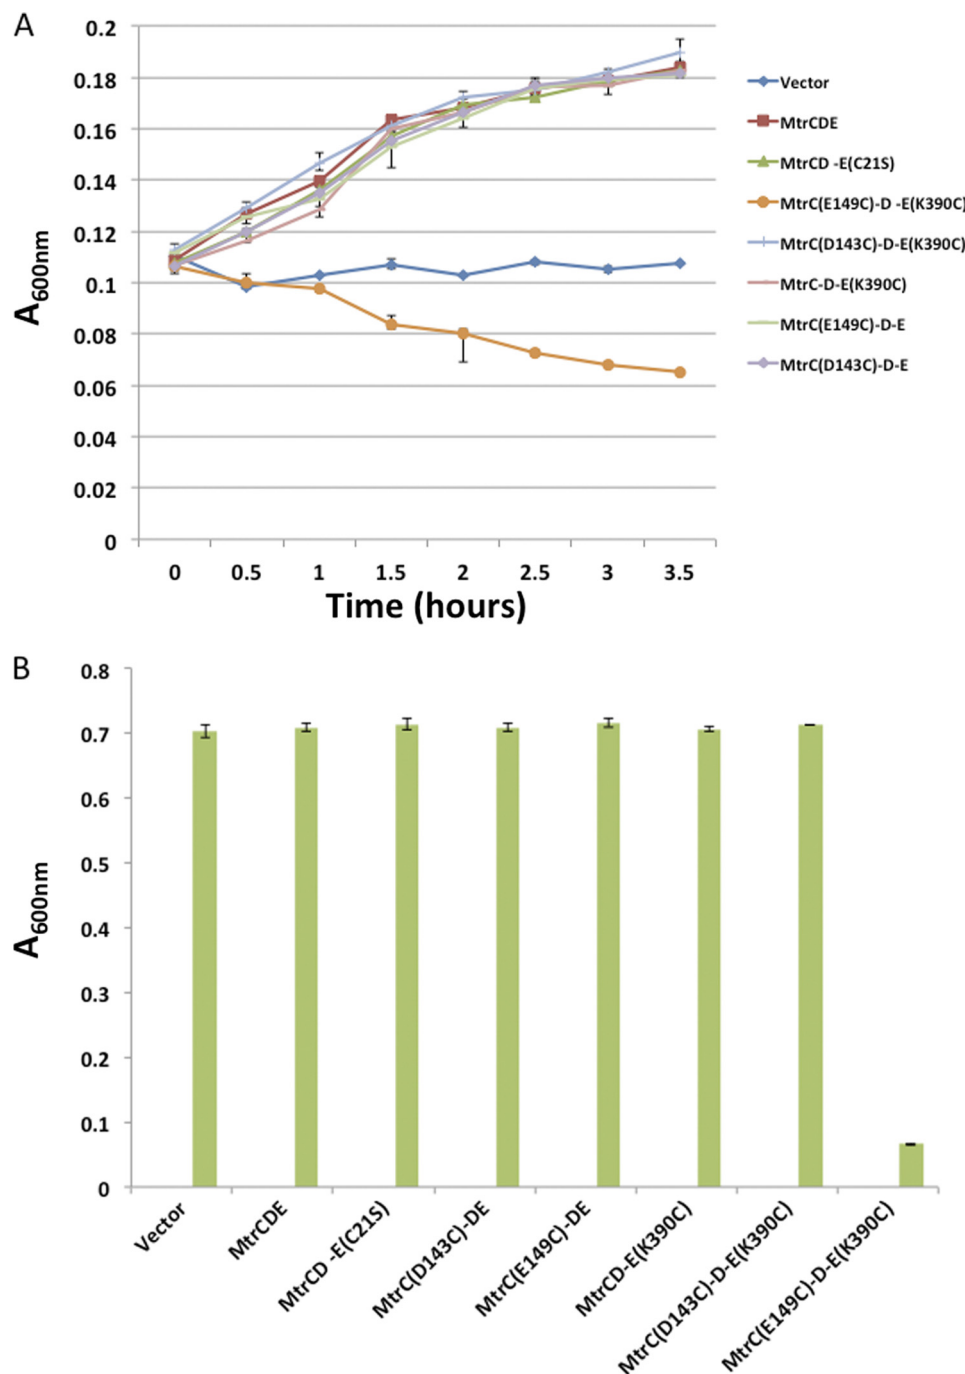 A
0.2
0.18
0.16
0.14
0.12
0.1
0.08
0.06
0.04
0.02
0
A600nm
0 0.5 1 1.5 2 2.5 3 3.5
Time (hours)
Vector
MtrCDE
MtrCD -E(C21S)
MtrC(E149C)-D -E(K390C)
MtrC(D143C)-D-E(K390C)
MtrC-D-E(K390C)
MtrC(E149C)-D-E
MtrC(D143C)-D-E
B
0.8
0.7
0.6
0.5
0.4
0.3
0.2
0.1
0
A600nm
Vector
MtrCDE
MtrCD -E(C21S)
MtrC(D143C)-DE
MtrC(E149C)-DE
MtrCD-E(K390C)
MtrC(D143C)-D-E(K390C)
MtrC(E149C)-D-E(K390C)